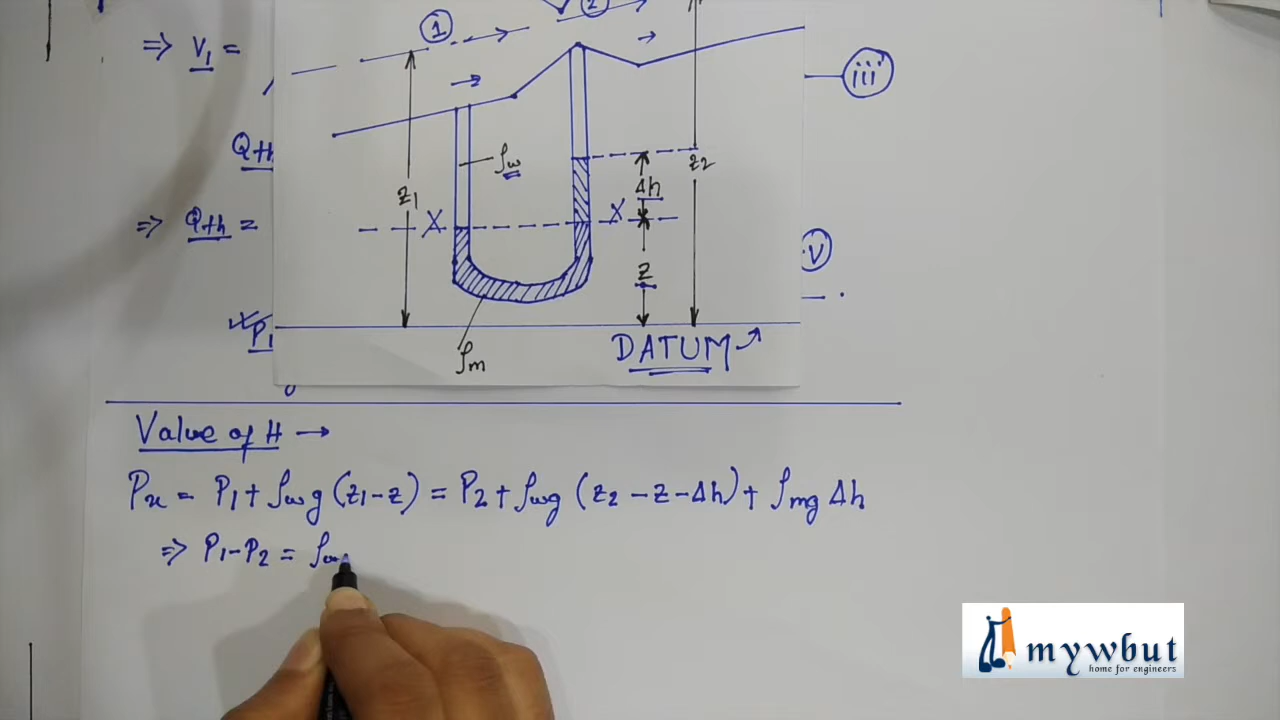 1
2
⇒ V₁ =
iii
Qth
ρw
Z₁
Δh
Z₂
X
X
⇒ Qth =
V
Z
P₁
DATUM
ρm
Value of H →
Px = P₁ + ρwg (Z₁ - Z) = P₂ + ρwg (Z₂ - Z - Δh) + ρmg Δh
⇒ P₁ - P₂ = ρw
mywbut
home for engineers